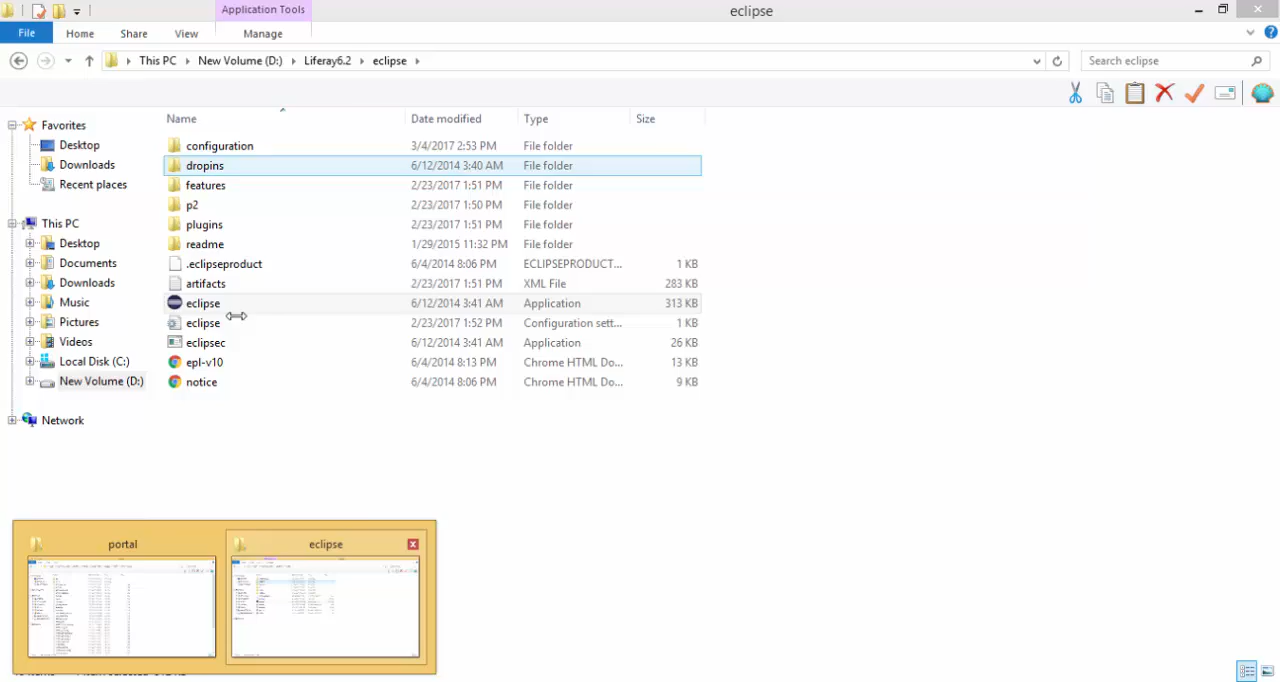 Application Tools
eclipse
File Home Share View Manage
This PC New Volume (D:) Liferay6.2 eclipse
Search eclipse
Name Date modified Type Size
Favorites
Desktop
Downloads
Recent places
This PC
Desktop
Documents
Downloads
Music
Pictures
Videos
Local Disk (C:)
New Volume (D:)
Network
configuration 3/4/2017 2:53 PM File folder
dropins 6/12/2014 3:40 AM File folder
features 2/23/2017 1:51 PM File folder
p2 2/23/2017 1:50 PM File folder
plugins 2/23/2017 1:51 PM File folder
readme 1/29/2015 11:32 PM File folder
.eclipseproduct 6/4/2014 8:06 PM ECLIPSEPRODUCT... 1 KB
artifacts 2/23/2017 1:51 PM XML File 283 KB
eclipse 6/12/2014 3:41 AM Application 313 KB
eclipse 2/23/2017 1:52 PM Configuration sett... 1 KB
eclipsec 6/12/2014 3:41 AM Application 26 KB
epl-v10 6/4/2014 8:13 PM Chrome HTML Do... 13 KB
notice 6/4/2014 8:06 PM Chrome HTML Do... 9 KB
portal
eclipse